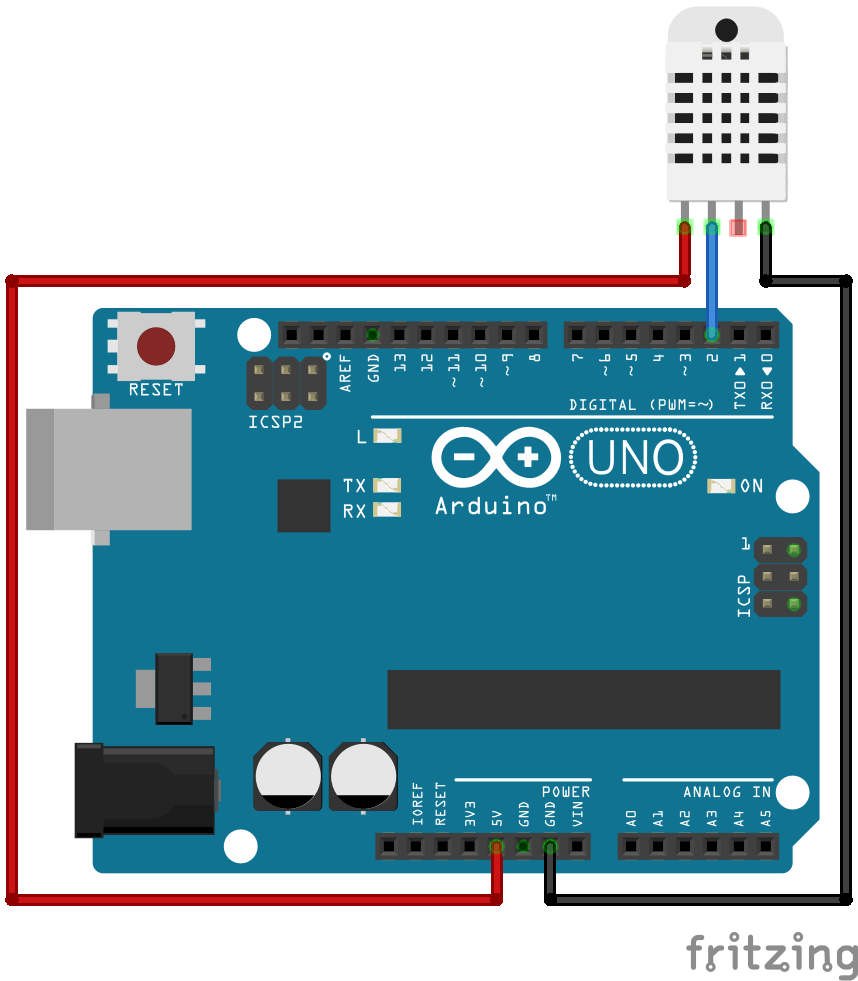 RESET
ICSP2
AREF
GND
13
12
~11
~10
~9
8
7
~6
~5
4
~3
2
TX0 ▶ 1
RX0 ◀ 0
DIGITAL (PWM=~)
L
TX
RX
Arduino™
UNO
ON
1
ICSP
IOREF
RESET
3V3
5V
GND
GND
VIN
POWER
A0
A1
A2
A3
A4
A5
ANALOG IN
fritzing